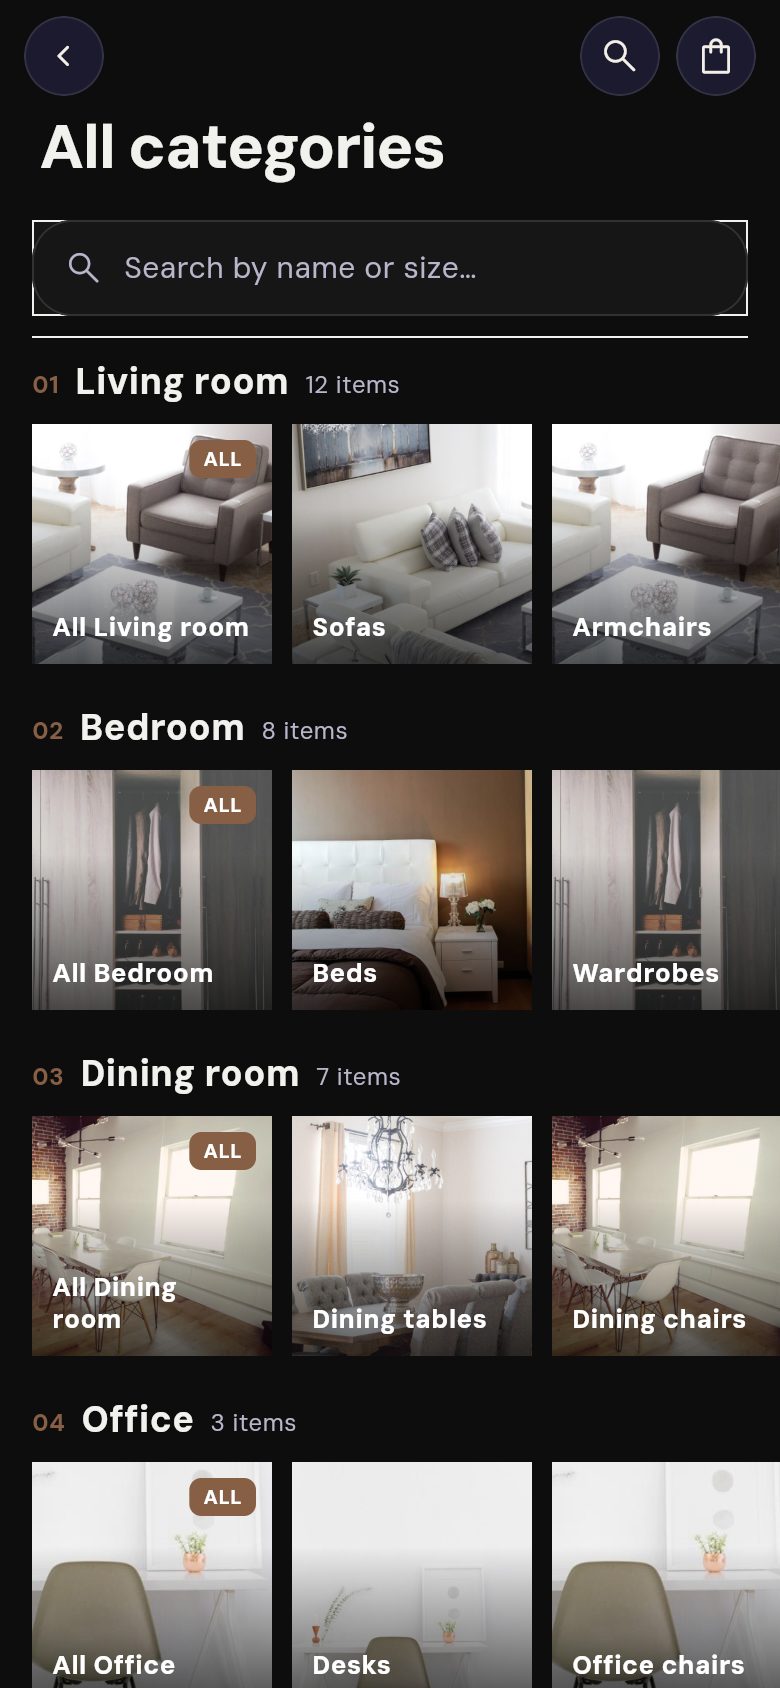 All categories
Search by name or size...
01 Living room 12 items
ALL
All Living room
Sofas
Armchairs
02 Bedroom 8 items
ALL
All Bedroom
Beds
Wardrobes
03 Dining room 7 items
ALL
All Dining
room
Dining tables
Dining chairs
04 Office 3 items
ALL
All Office
Desks
Office chairs